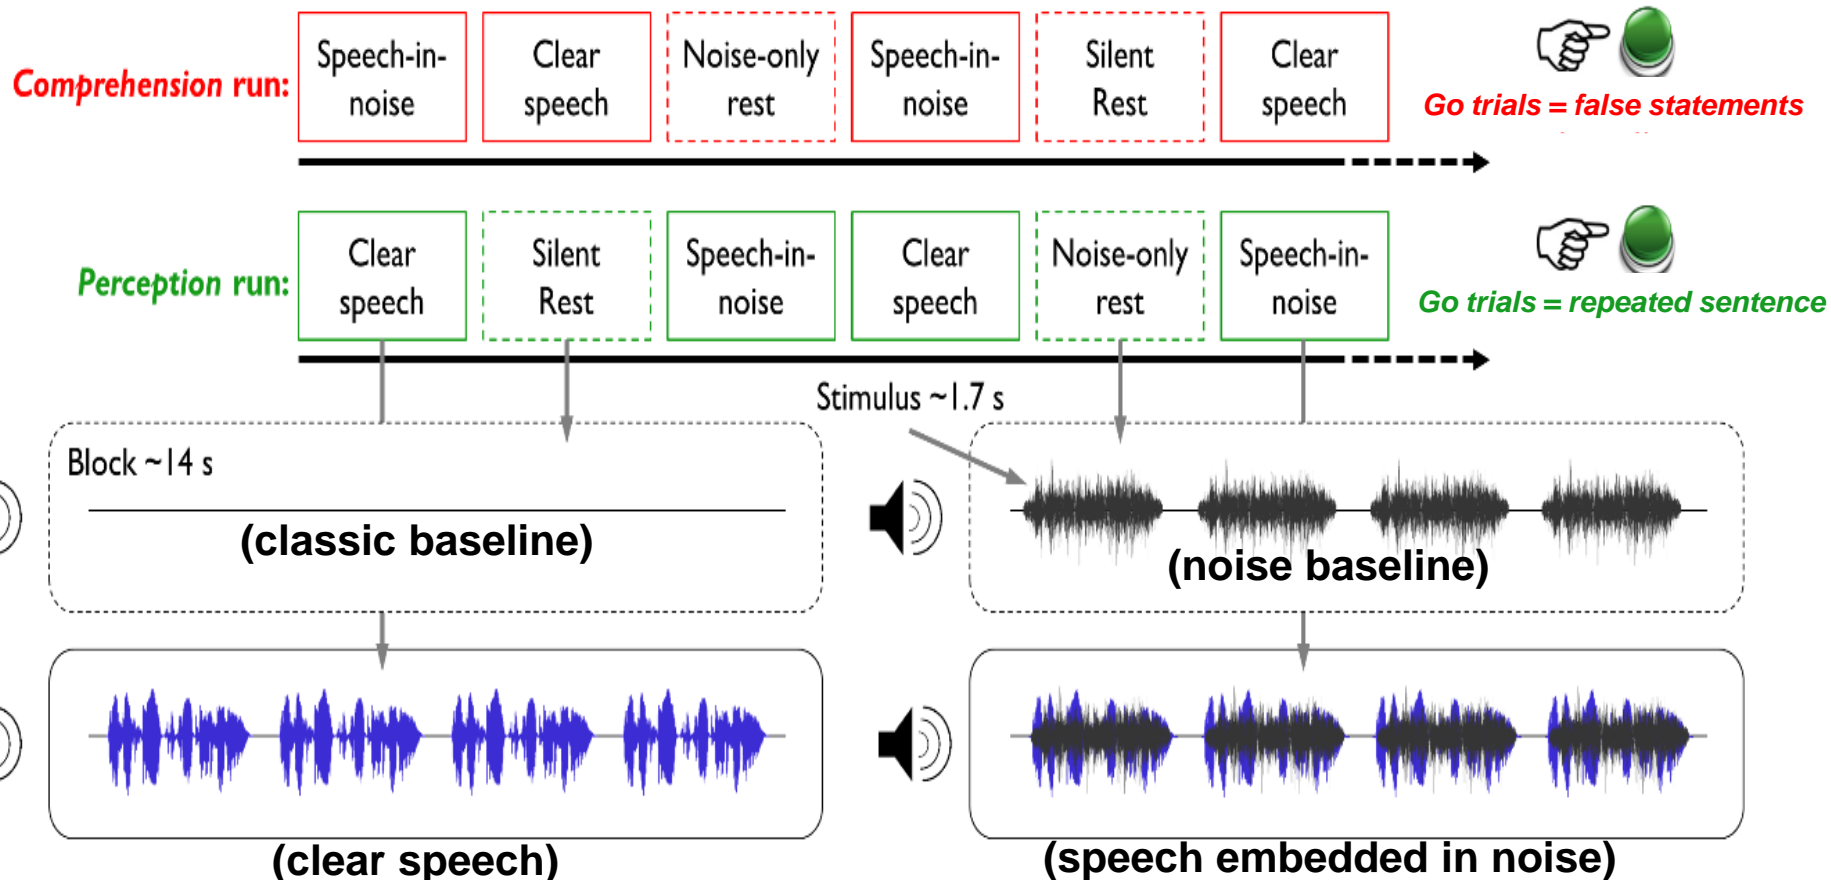 Comprehension run:
Speech-in-
noise
Clear
speech
Noise-only
rest
Speech-in-
noise
Silent
Rest
Clear
speech
Go trials = false statements
Perception run:
Clear
speech
Silent
Rest
Speech-in-
noise
Clear
speech
Noise-only
rest
Speech-in-
noise
Go trials = repeated sentence
Stimulus ~1.7 s
Block ~14 s
(classic baseline)
(noise baseline)
(clear speech)
(speech embedded in noise)